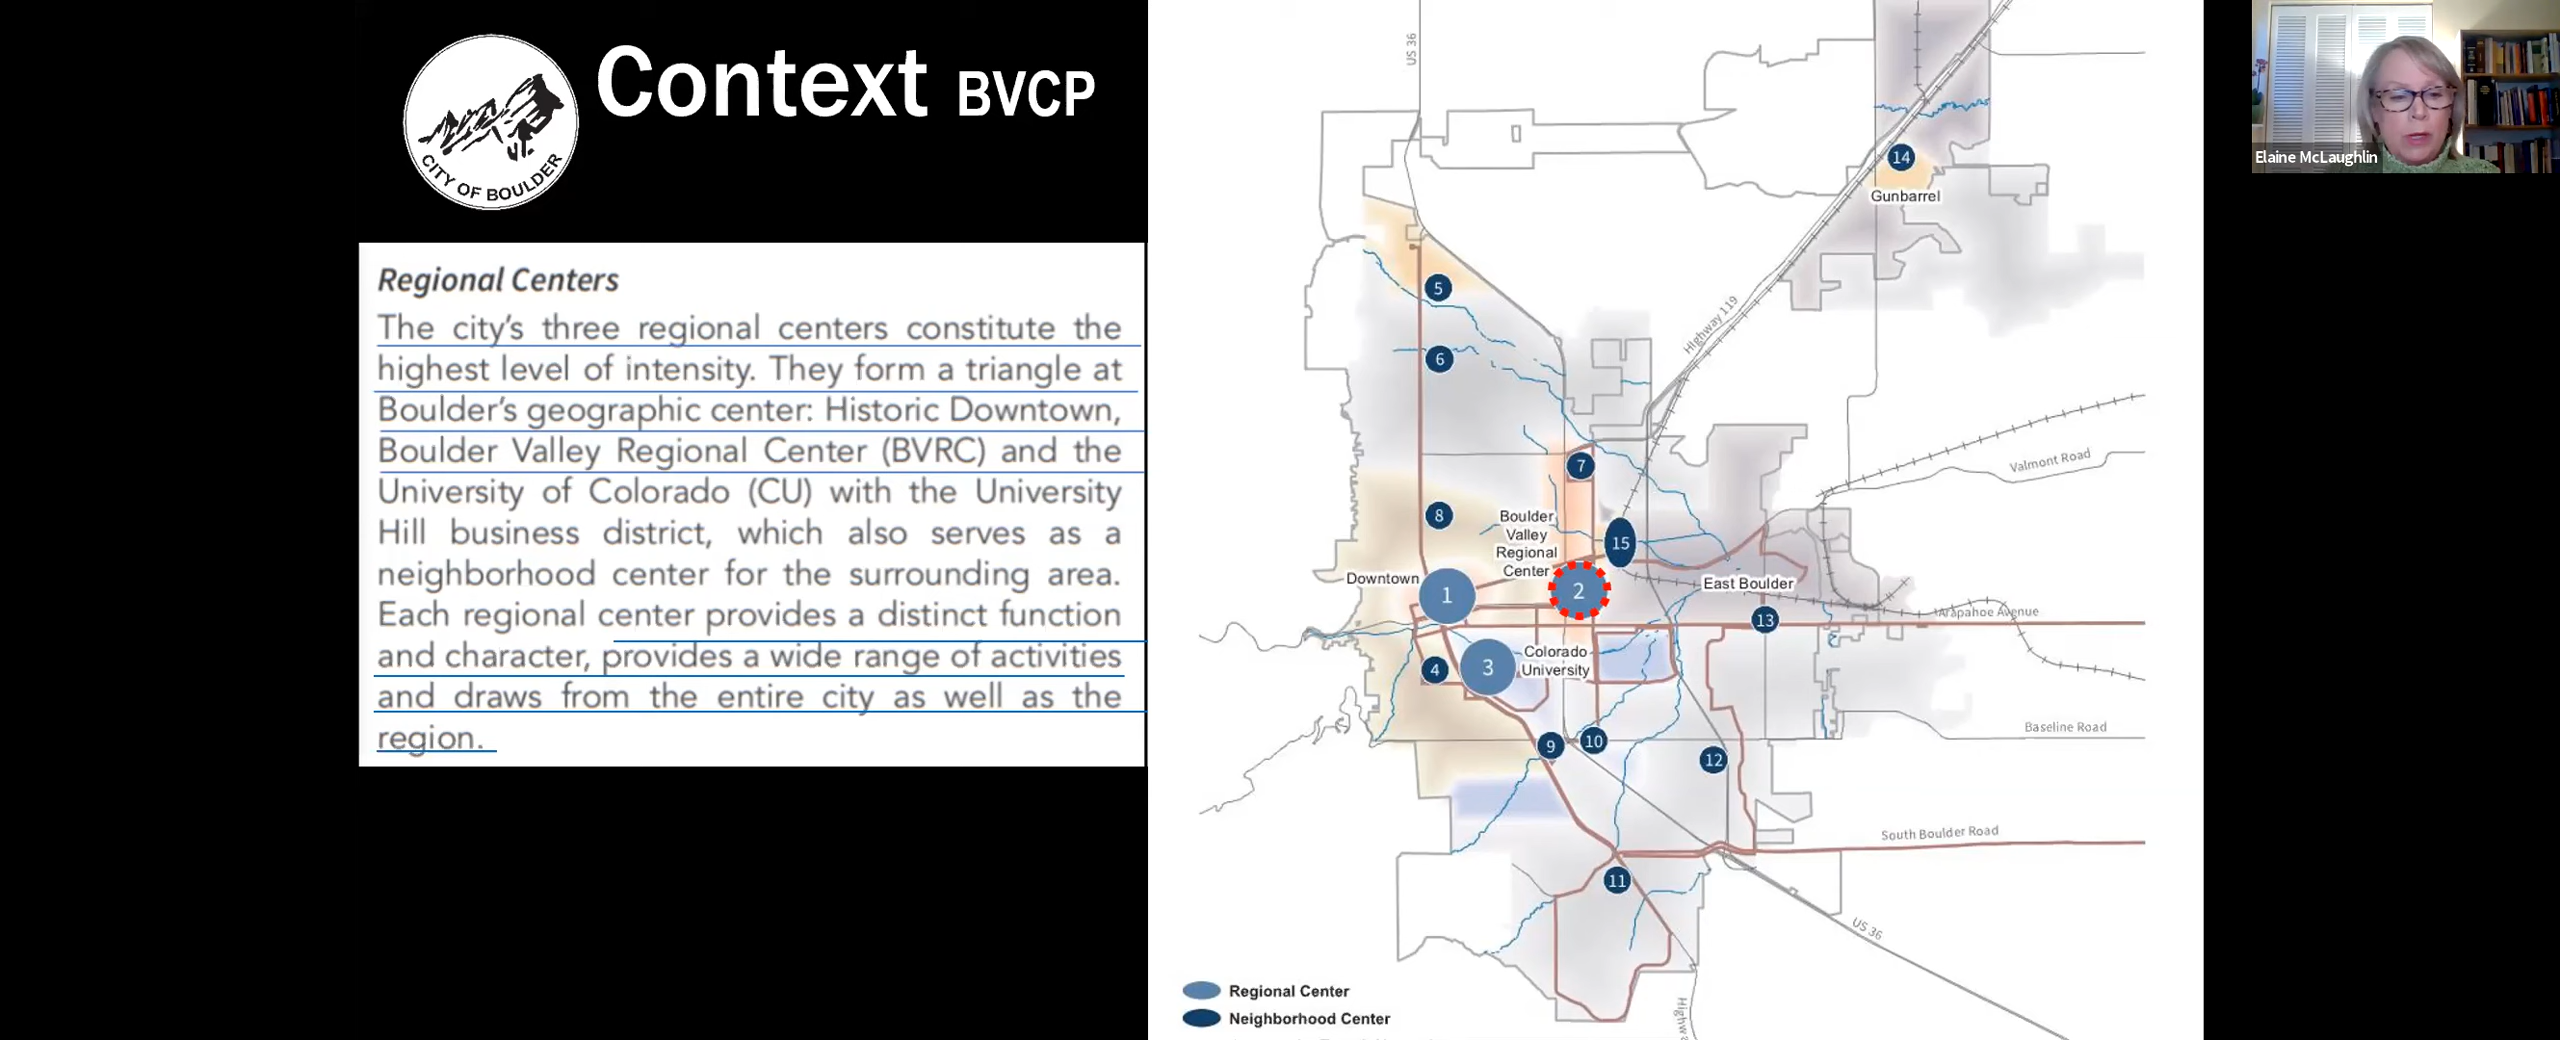 Context BVCP
CITY OF BOULDER
Regional Centers
The city's three regional centers constitute the
highest level of intensity. They form a triangle at
Boulder's geographic center: Historic Downtown,
Boulder Valley Regional Center (BVRC) and the
University of Colorado (CU) with the University
Hill business district, which also serves as a
neighborhood center for the surrounding area.
Each regional center provides a distinct function
and character, provides a wide range of activities
and draws from the entire city as well as the
region.
US 36
14
Gunbarrel
5
Highway 119
6
7
Valmont Road
8
Boulder
Valley
Regional
Center
15
Downtown
1
2
East Boulder
Arapahoe Avenue
13
Colorado
University
3
4
Baseline Road
9
10
12
South Boulder Road
11
US 36
Regional Center
Neighborhood Center
Elaine McLaughlin